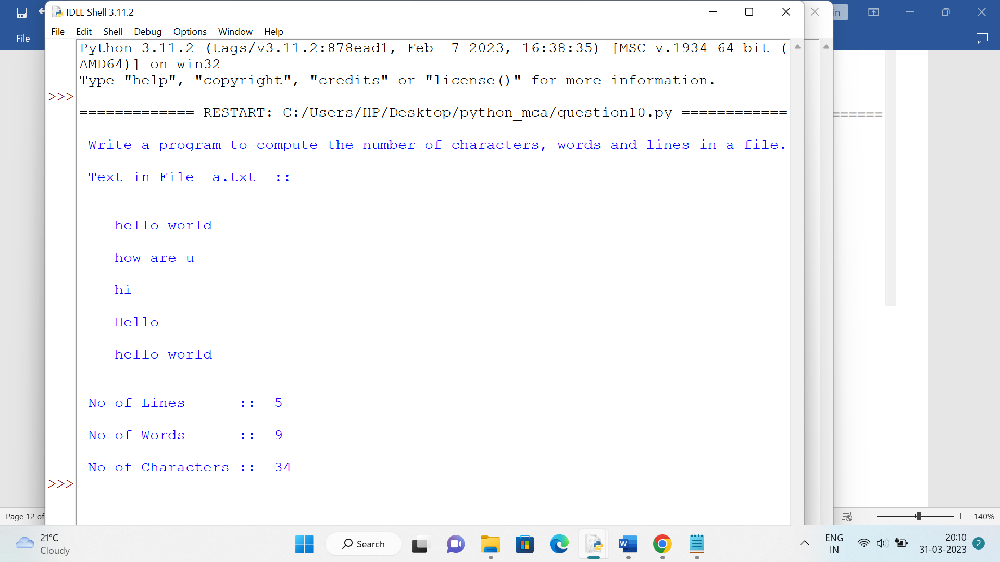 IDLE Shell 3.11.2
in
File Edit Shell Debug Options Window Help
File
Python 3.11.2 (tags/v3.11.2:878ead1, Feb  7 2023, 16:38:35) [MSC v.1934 64 bit (
AMD64)] on win32
Type "help", "copyright", "credits" or "license()" for more information.
>>>
============= RESTART: C:/Users/HP/Desktop/python_mca/question10.py ============
======
Write a program to compute the number of characters, words and lines in a file.
Text in File  a.txt  ::
hello world
how are u
hi
Hello
hello world
No of Lines      ::  5
No of Words      ::  9
No of Characters ::  34
>>>
Page 12 of
140%
21°C
Cloudy
Search
ENG
IN
20:10
31-03-2023
2